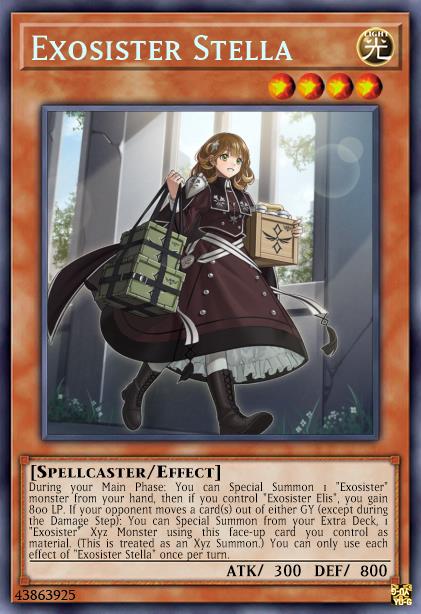 Exosister Stella
LIGHT
光
[Spellcaster/Effect]
During your Main Phase: You can Special Summon 1 "Exosister"
monster from your hand, then if you control "Exosister Elis", you gain
800 LP. If your opponent moves a card(s) out of either GY (except during
the Damage Step): You can Special Summon from your Extra Deck, 1
"Exosister" Xyz Monster using this face-up card you control as
material. (This is treated as an Xyz Summon.) You can only use each
effect of "Exosister Stella" once per turn.
ATK/ 300 DEF/ 800
43863925